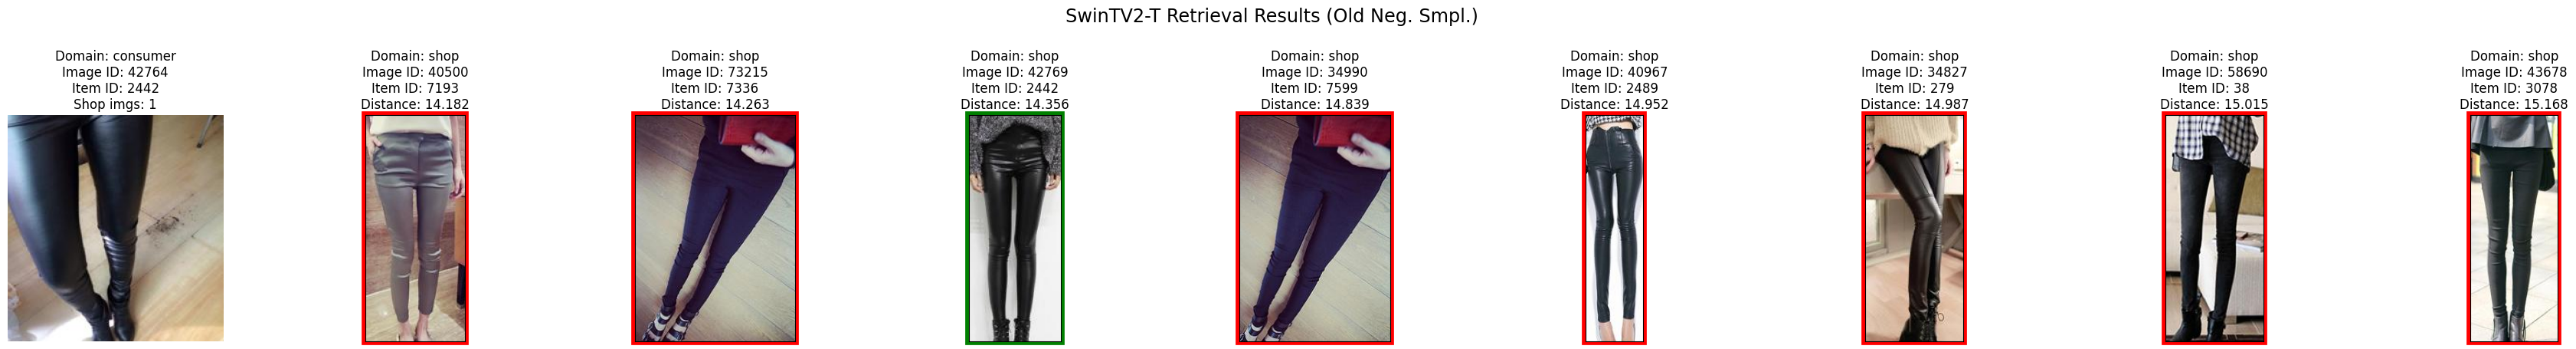 SwinTV2-T Retrieval Results (Old Neg. Smpl.)
Domain: consumer
Image ID: 42764
Item ID: 2442
Shop imgs: 1
Domain: shop
Image ID: 40500
Item ID: 7193
Distance: 14.182
Domain: shop
Image ID: 73215
Item ID: 7336
Distance: 14.263
Domain: shop
Image ID: 42769
Item ID: 2442
Distance: 14.356
Domain: shop
Image ID: 34990
Item ID: 7599
Distance: 14.839
Domain: shop
Image ID: 40967
Item ID: 2489
Distance: 14.952
Domain: shop
Image ID: 34827
Item ID: 279
Distance: 14.987
Domain: shop
Image ID: 58690
Item ID: 38
Distance: 15.015
Domain: shop
Image ID: 43678
Item ID: 3078
Distance: 15.168